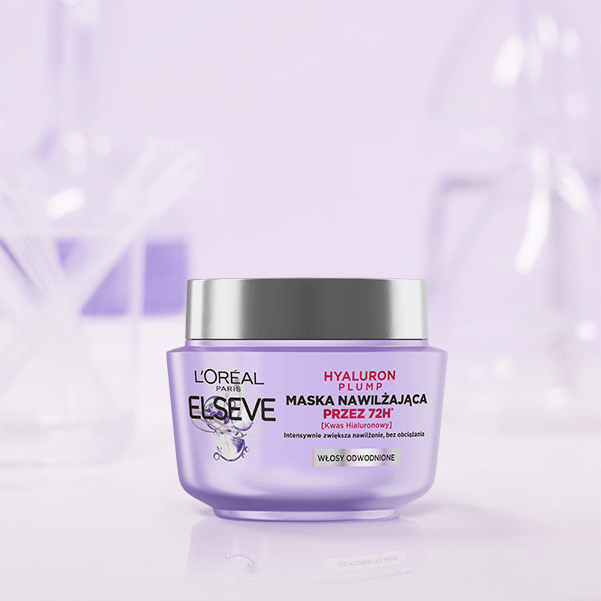 L'ORÉAL
PARIS
ELSEVE
HYALURON
PLUMP
MASKA NAWILŻAJĄCA
PRZEZ 72H*
[Kwas Hialuronowy]
Intensywnie zwiększa nawilżenie, bez obciążania
WŁOSY ODWODNIONE